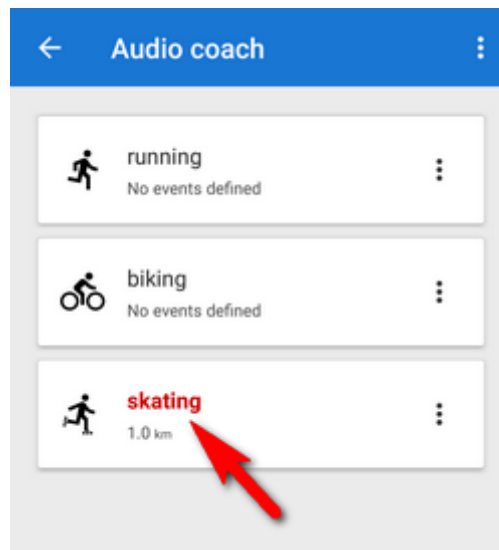 Audio coach
running
No events defined
biking
No events defined
skating
1.0 km